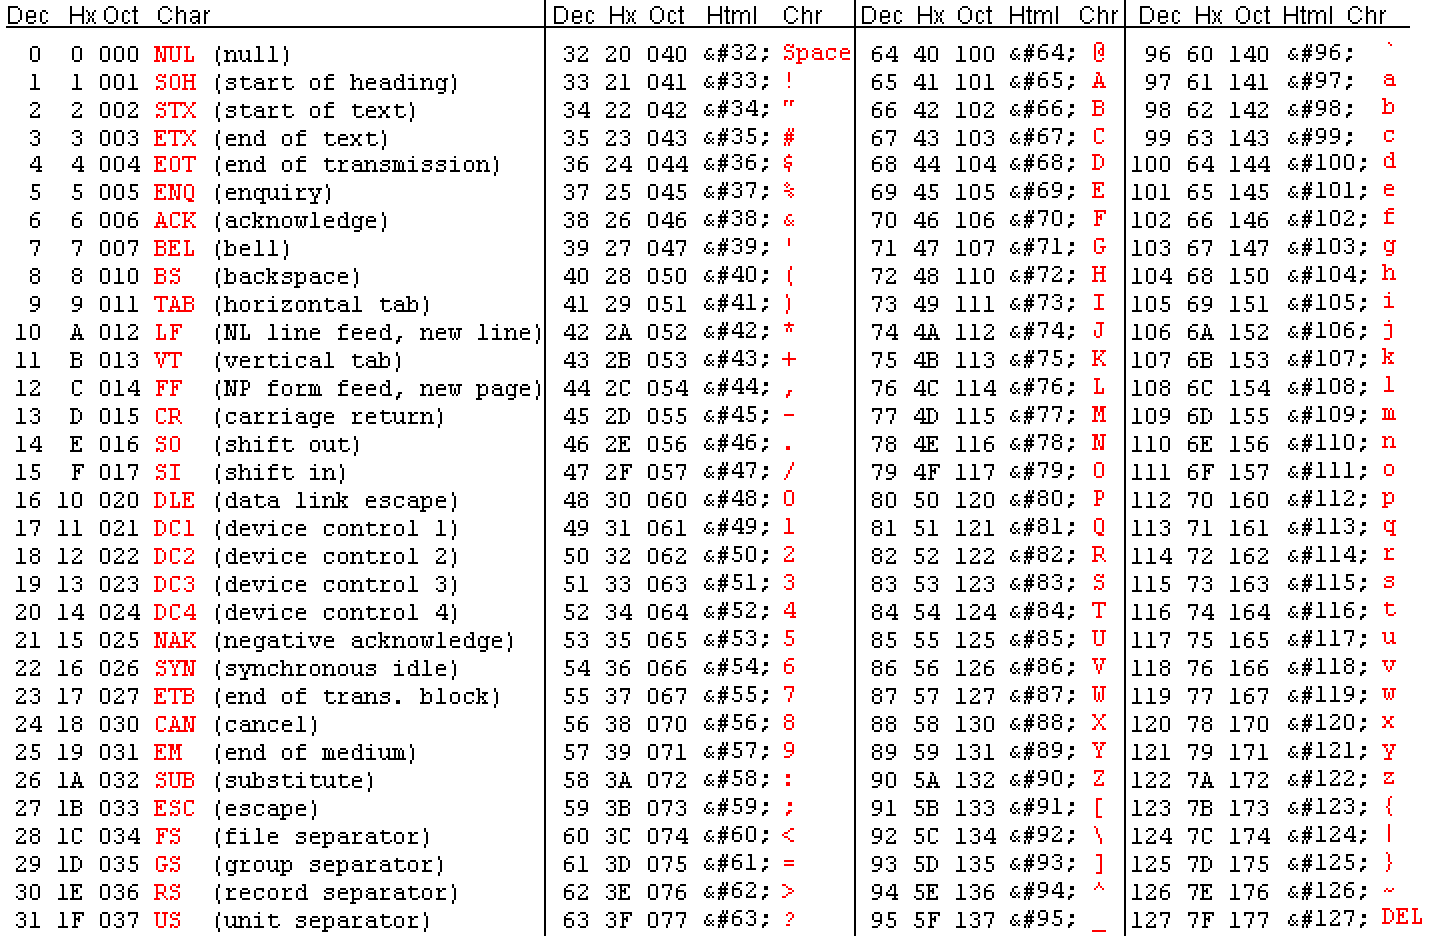 Dec Hx Oct Char Dec Hx Oct Html Chr Dec Hx Oct Html Chr Dec Hx Oct Html Chr
0 0 000 NUL (null) 32 20 040 &#32; Space 64 40 100 &#64; @ 96 60 140 &#96; `
1 1 001 SOH (start of heading) 33 21 041 &#33; ! 65 41 101 &#65; A 97 61 141 &#97; a
2 2 002 STX (start of text) 34 22 042 &#34; " 66 42 102 &#66; B 98 62 142 &#98; b
3 3 003 ETX (end of text) 35 23 043 &#35; # 67 43 103 &#67; C 99 63 143 &#99; c
4 4 004 EOT (end of transmission) 36 24 044 &#36; $ 68 44 104 &#68; D 100 64 144 &#100; d
5 5 005 ENQ (enquiry) 37 25 045 &#37; % 69 45 105 &#69; E 101 65 145 &#101; e
6 6 006 ACK (acknowledge) 38 26 046 &#38; & 70 46 106 &#70; F 102 66 146 &#102; f
7 7 007 BEL (bell) 39 27 047 &#39; ' 71 47 107 &#71; G 103 67 147 &#103; g
8 8 010 BS (backspace) 40 28 050 &#40; ( 72 48 110 &#72; H 104 68 150 &#104; h
9 9 011 TAB (horizontal tab) 41 29 051 &#41; ) 73 49 111 &#73; I 105 69 151 &#105; i
10 A 012 LF (NL line feed, new line) 42 2A 052 &#42; * 74 4A 112 &#74; J 106 6A 152 &#106; j
11 B 013 VT (vertical tab) 43 2B 053 &#43; + 75 4B 113 &#75; K 107 6B 153 &#107; k
12 C 014 FF (NP form feed, new page) 44 2C 054 &#44; , 76 4C 114 &#76; L 108 6C 154 &#108; l
13 D 015 CR (carriage return) 45 2D 055 &#45; - 77 4D 115 &#77; M 109 6D 155 &#109; m
14 E 016 SO (shift out) 46 2E 056 &#46; . 78 4E 116 &#78; N 110 6E 156 &#110; n
15 F 017 SI (shift in) 47 2F 057 &#47; / 79 4F 117 &#79; O 111 6F 157 &#111; o
16 10 020 DLE (data link escape) 48 30 060 &#48; 0 80 50 120 &#80; P 112 70 160 &#112; p
17 11 021 DC1 (device control 1) 49 31 061 &#49; 1 81 51 121 &#81; Q 113 71 161 &#113; q
18 12 022 DC2 (device control 2) 50 32 062 &#50; 2 82 52 122 &#82; R 114 72 162 &#114; r
19 13 023 DC3 (device control 3) 51 33 063 &#51; 3 83 53 123 &#83; S 115 73 163 &#115; s
20 14 024 DC4 (device control 4) 52 34 064 &#52; 4 84 54 124 &#84; T 116 74 164 &#116; t
21 15 025 NAK (negative acknowledge) 53 35 065 &#53; 5 85 55 125 &#85; U 117 75 165 &#117; u
22 16 026 SYN (synchronous idle) 54 36 066 &#54; 6 86 56 126 &#86; V 118 76 166 &#118; v
23 17 027 ETB (end of trans. block) 55 37 067 &#55; 7 87 57 127 &#87; W 119 77 167 &#119; w
24 18 030 CAN (cancel) 56 38 070 &#56; 8 88 58 130 &#88; X 120 78 170 &#120; x
25 19 031 EM (end of medium) 57 39 071 &#57; 9 89 59 131 &#89; Y 121 79 171 &#121; y
26 1A 032 SUB (substitute) 58 3A 072 &#58; : 90 5A 132 &#90; Z 122 7A 172 &#122; z
27 1B 033 ESC (escape) 59 3B 073 &#59; ; 91 5B 133 &#91; [ 123 7B 173 &#123; {
28 1C 034 FS (file separator) 60 3C 074 &#60; < 92 5C 134 &#92; \ 124 7C 174 &#124; |
29 1D 035 GS (group separator) 61 3D 075 &#61; = 93 5D 135 &#93; ] 125 7D 175 &#125; }
30 1E 036 RS (record separator) 62 3E 076 &#62; > 94 5E 136 &#94; ^ 126 7E 176 &#126; ~
31 1F 037 US (unit separator) 63 3F 077 &#63; ? 95 5F 137 &#95; _ 127 7F 177 &#127; DEL